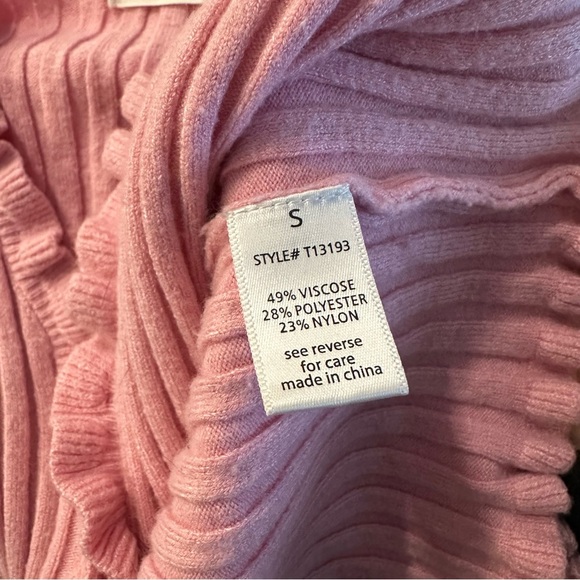 S
STYLE# T13193
49% VISCOSE
28% POLYESTER
23% NYLON
see reverse
for care
made in china